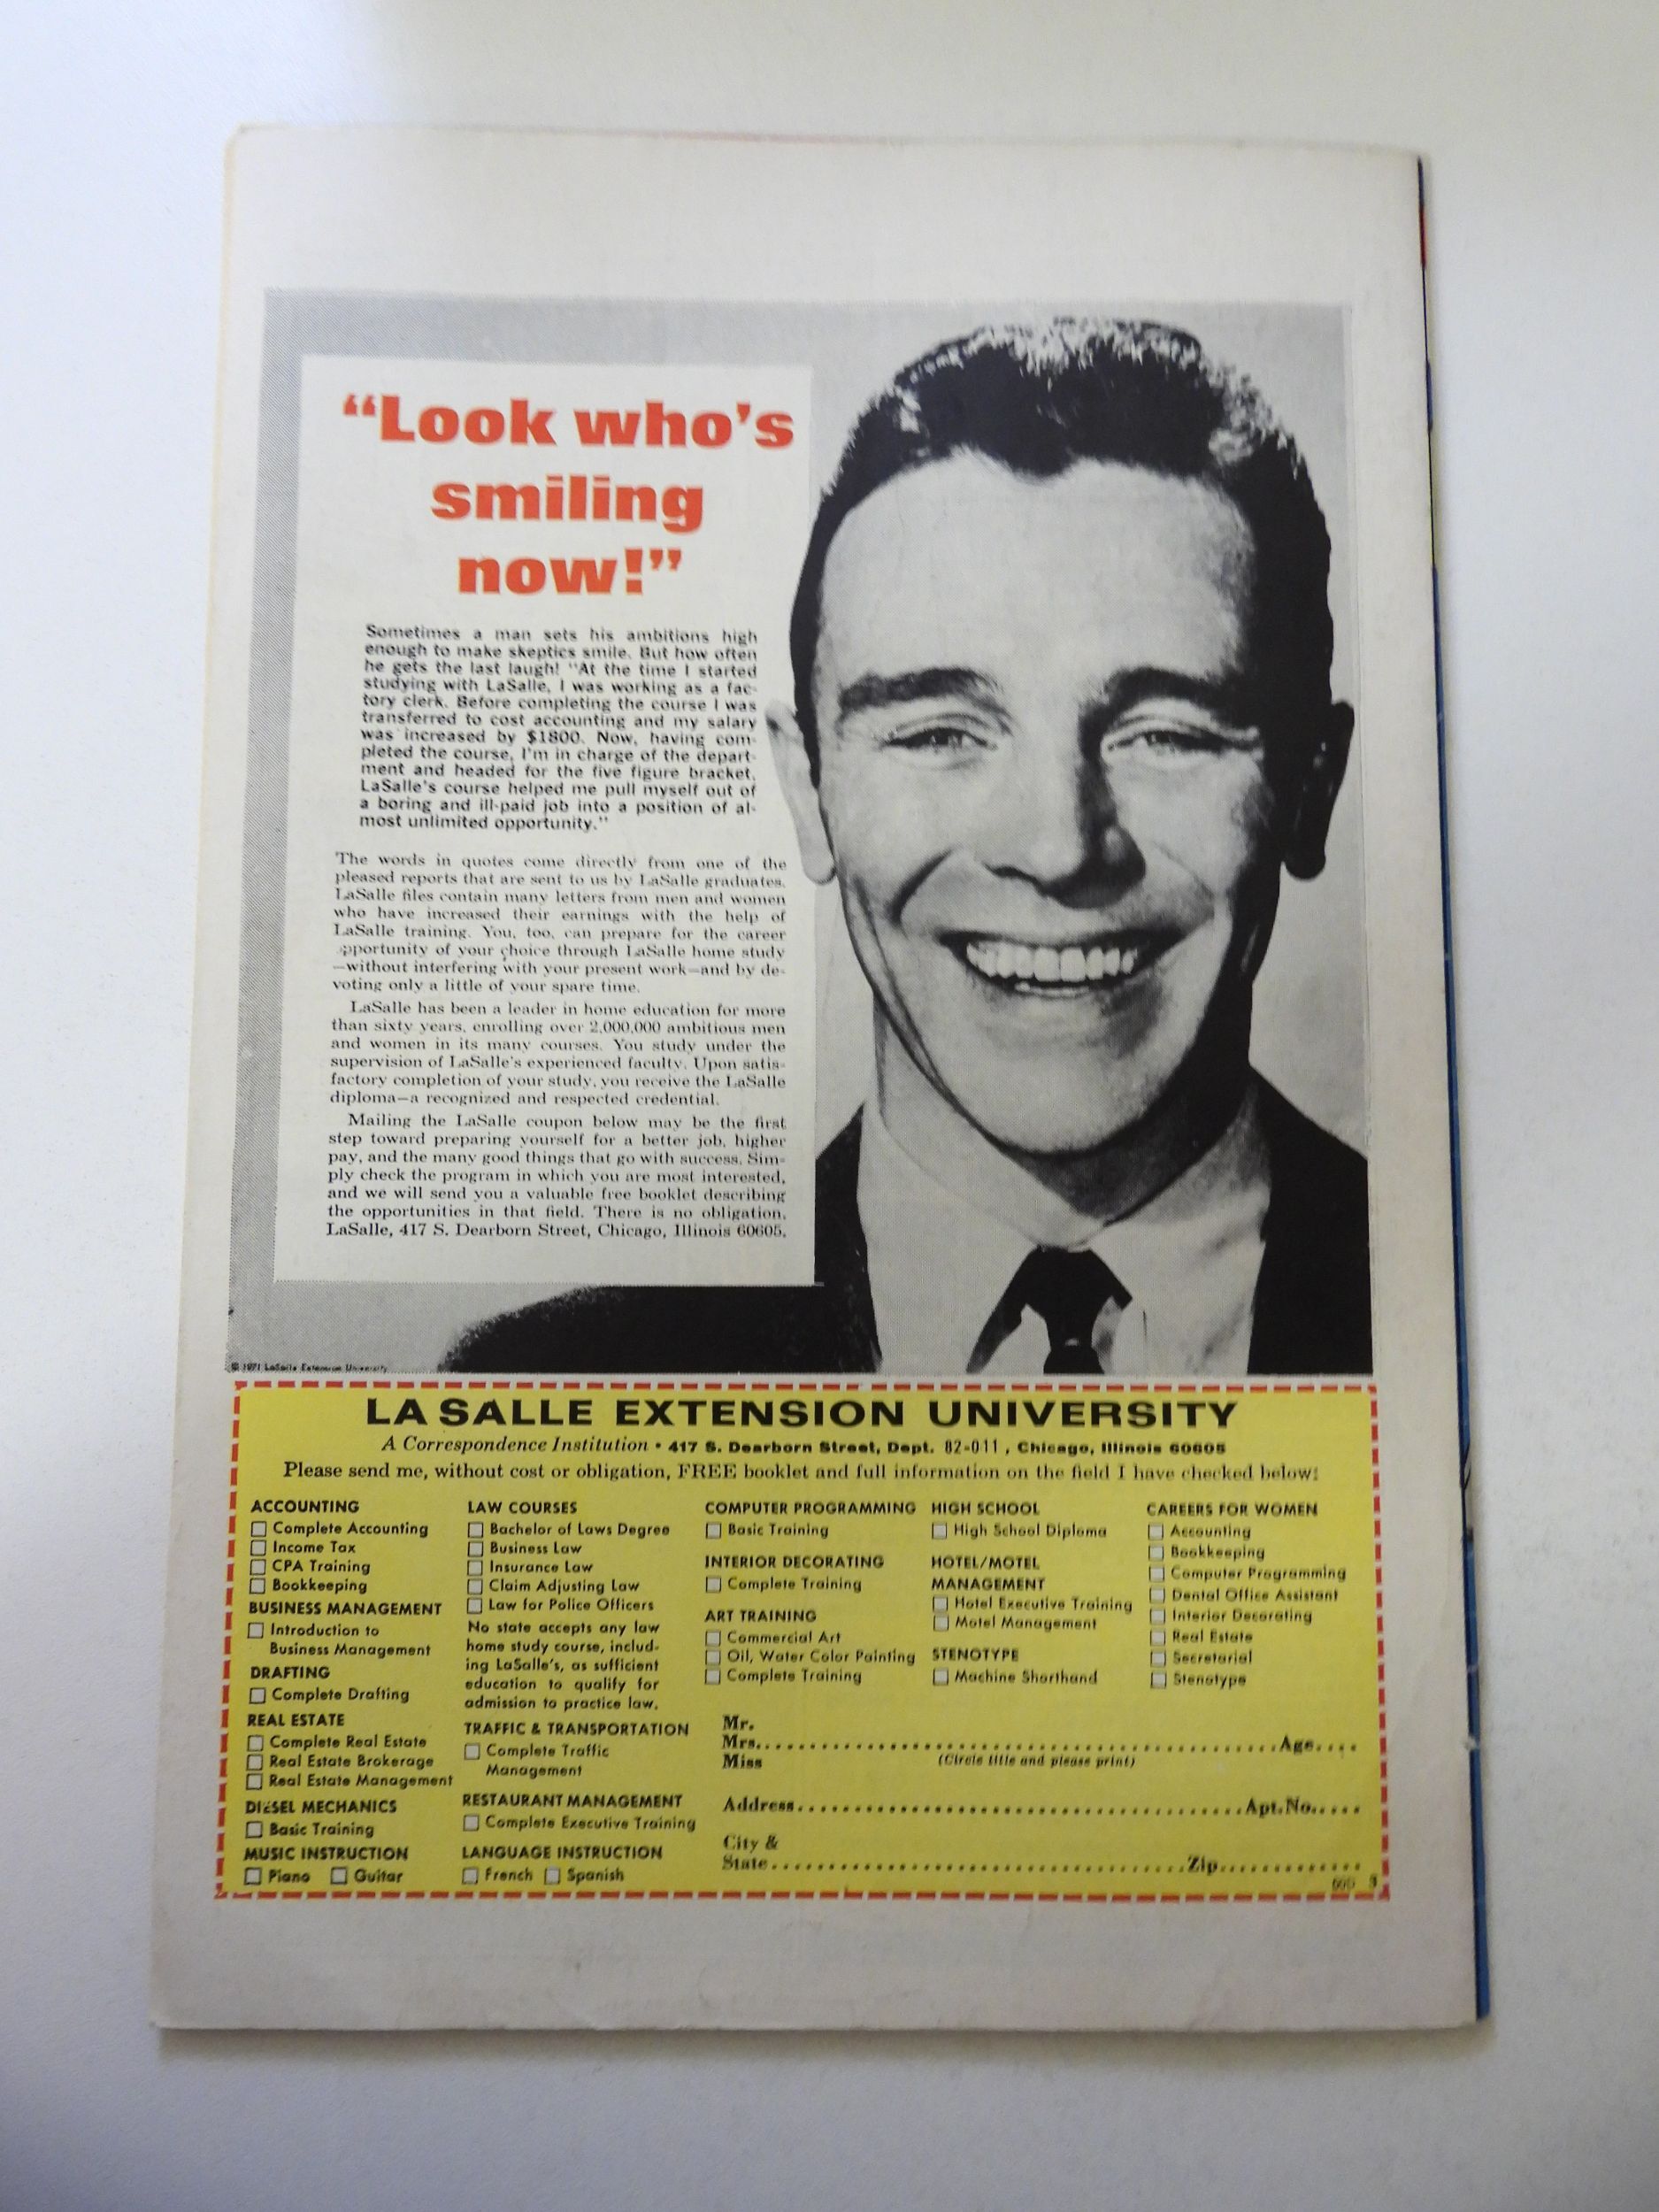 “Look who's
smiling
now!”
Sometimes a man sets his ambitions high
enough to make skeptics smile. But how often
he gets the last laugh! "At the time I started
studying with LaSalle, I was working as a fac-
tory clerk. Before completing the course I was
transferred to cost accounting and my salary
was increased by $1800. Now, having com-
pleted the course, I'm in charge of the depart-
ment and headed for the five figure bracket.
LaSalle's course helped me pull myself out of
a boring and ill-paid job into a position of al-
most unlimited opportunity."
The words in quotes come directly from one of the
pleased reports that are sent to us by LaSalle graduates.
LaSalle files contain many letters from men and women
who have increased their earnings with the help of
LaSalle training. You, too, can prepare for the career
opportunity of your choice through LaSalle home study
—without interfering with your present work—and by de-
voting only a little of your spare time.
LaSalle has been a leader in home education for more
than sixty years, enrolling over 2,000,000 ambitious men
and women in its many courses. You study under the
supervision of LaSalle's experienced faculty. Upon satis-
factory completion of your study, you receive the LaSalle
diploma—a recognized and respected credential.
Mailing the LaSalle coupon below may be the first
step toward preparing yourself for a better job, higher
pay, and the many good things that go with success. Sim-
ply check the program in which you are most interested,
and we will send you a valuable free booklet describing
the opportunities in that field. There is no obligation.
LaSalle, 417 S. Dearborn Street, Chicago, Illinois 60605.
© 1971 LaSalle Extension University
LA SALLE EXTENSION UNIVERSITY
A Correspondence Institution • 417 S. Dearborn Street, Dept. 82-011, Chicago, Illinois 60605
Please send me, without cost or obligation, FREE booklet and full information on the field I have checked below:
ACCOUNTING
Complete Accounting
Income Tax
CPA Training
Bookkeeping
BUSINESS MANAGEMENT
Introduction to
Business Management
DRAFTING
Complete Drafting
REAL ESTATE
Complete Real Estate
Real Estate Brokerage
Real Estate Management
DIESEL MECHANICS
Basic Training
MUSIC INSTRUCTION
Piano Guitar
LAW COURSES
Bachelor of Laws Degree
Business Law
Insurance Law
Claim Adjusting Law
Law for Police Officers
No state accepts any law
home study course, includ-
ing LaSalle's, as sufficient
education to qualify for
admission to practice law.
TRAFFIC & TRANSPORTATION
Complete Traffic
Management
RESTAURANT MANAGEMENT
Complete Executive Training
LANGUAGE INSTRUCTION
French Spanish
COMPUTER PROGRAMMING
Basic Training
INTERIOR DECORATING
Complete Training
ART TRAINING
Commercial Art
Oil, Water Color Painting
Complete Training
HIGH SCHOOL
High School Diploma
HOTEL/MOTEL
MANAGEMENT
Hotel Executive Training
Motel Management
STENOTYPE
Machine Shorthand
CAREERS FOR WOMEN
Accounting
Bookkeeping
Computer Programming
Dental Office Assistant
Interior Decorating
Real Estate
Secretarial
Stenotype
Mr.
Mrs. Age
Miss (Circle title and please print)
Address Apt. No.
City &
State Zip